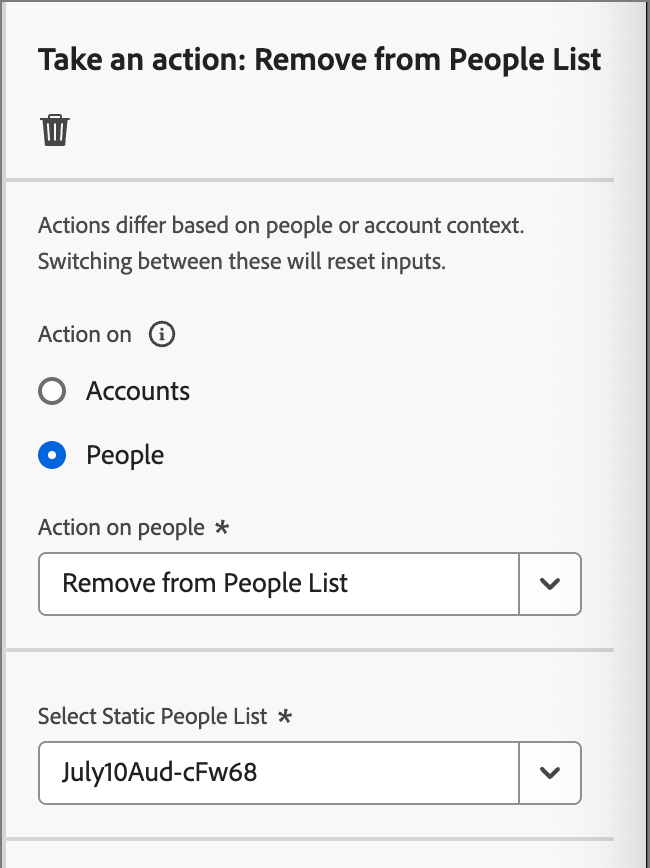 Take an action: Remove from People List
Actions differ based on people or account context.
Switching between these will reset inputs.
Action on
Accounts
People
Action on people *
Remove from People List
Select Static People List *
July10Aud-cFw68